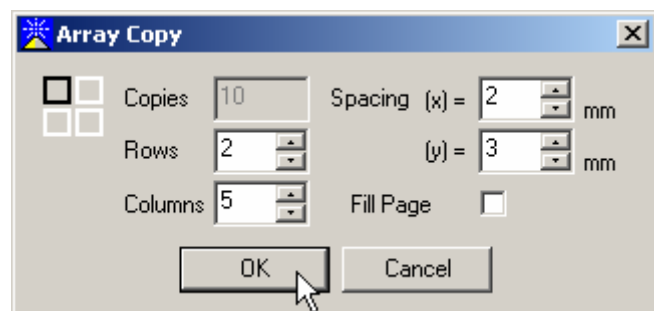 Array Copy
Copies 10 Spacing (x) = 2 mm
Rows 2 (y) = 3 mm
Columns 5 Fill Page
OK Cancel